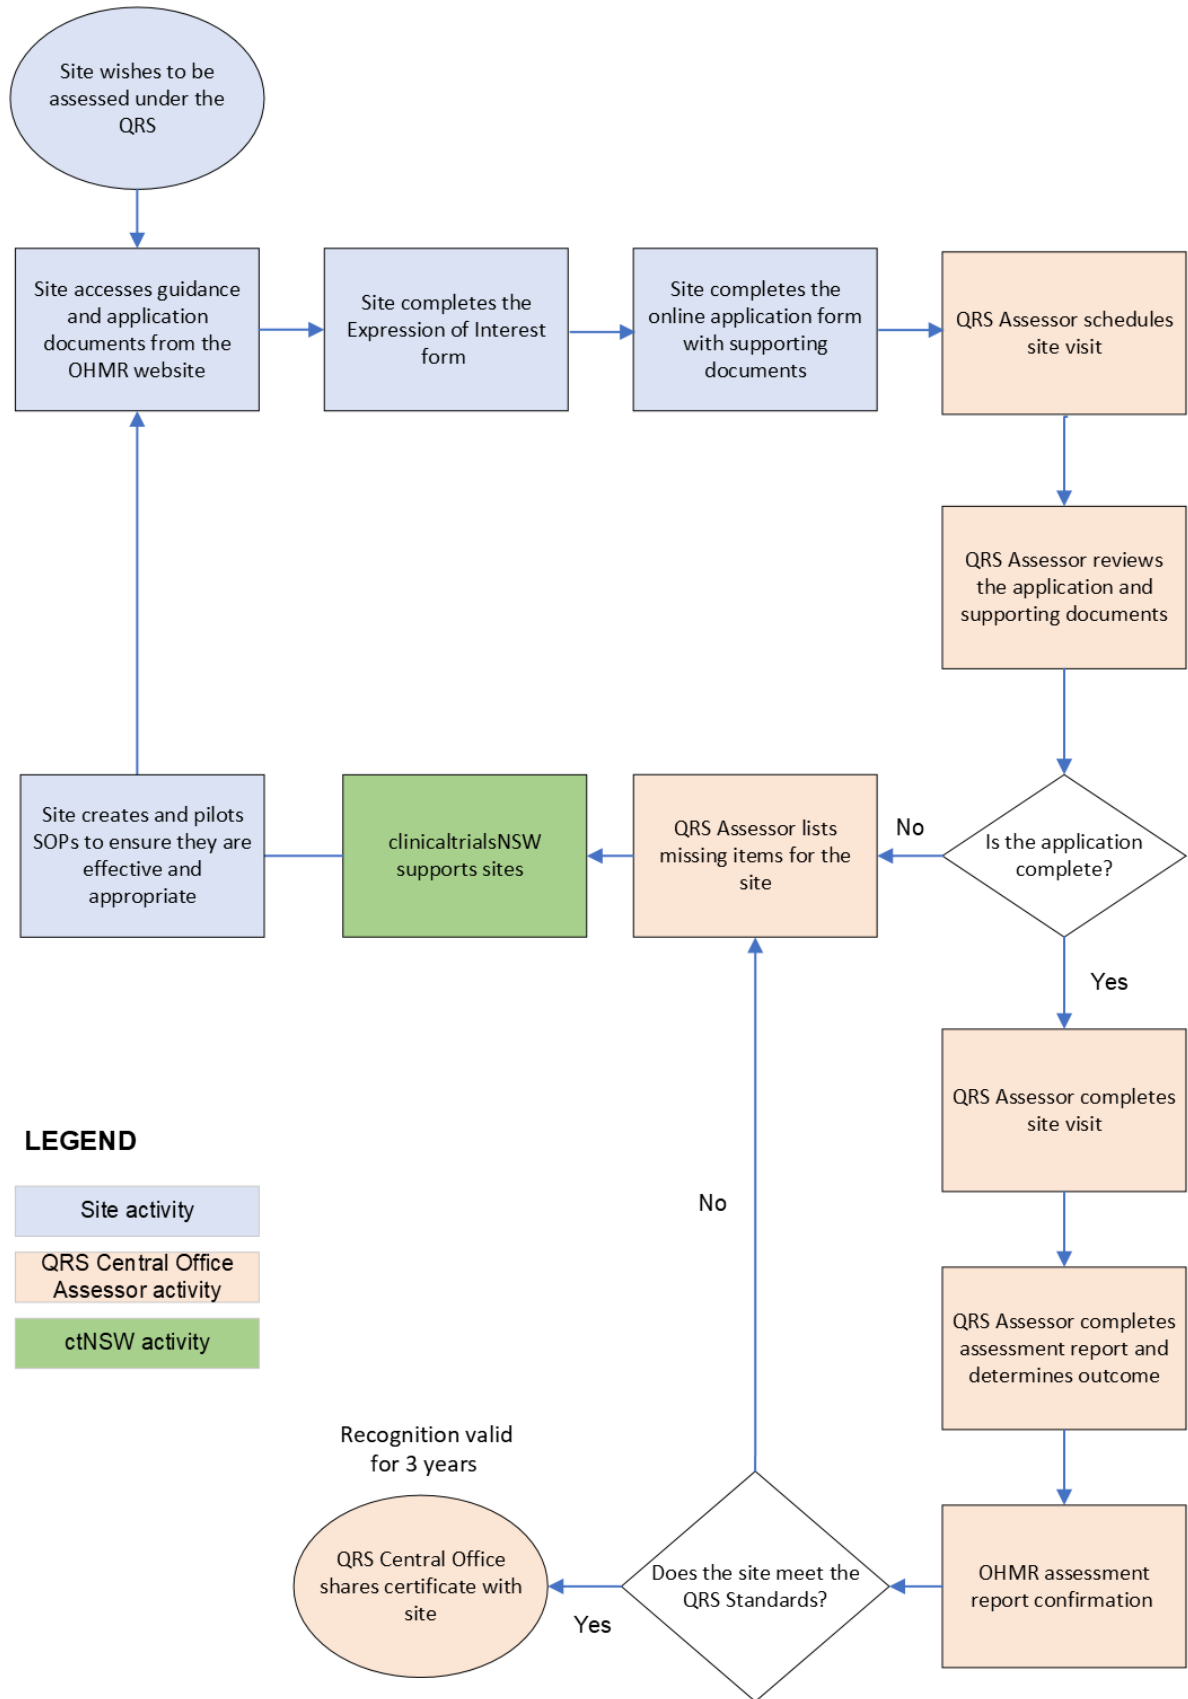 Site wishes to be
assessed under the
QRS
Site accesses guidance
and application
documents from the
OHMR website
Site completes the
Expression of Interest
form
Site completes the
online application form
with supporting
documents
QRS Assessor schedules
site visit
QRS Assessor reviews
the application and
supporting documents
Site creates and pilots
SOPs to ensure they are
effective and
appropriate
clinicaltrialsNSW
supports sites
QRS Assessor lists
missing items for the
site
No
Is the application
complete?
Yes
QRS Assessor completes
site visit
LEGEND
Site activity
QRS Central Office
Assessor activity
ctNSW activity
No
QRS Assessor completes
assessment report and
determines outcome
Recognition valid
for 3 years
QRS Central Office
shares certificate with
site
Yes
Does the site meet the
QRS Standards?
OHMR assessment
report confirmation